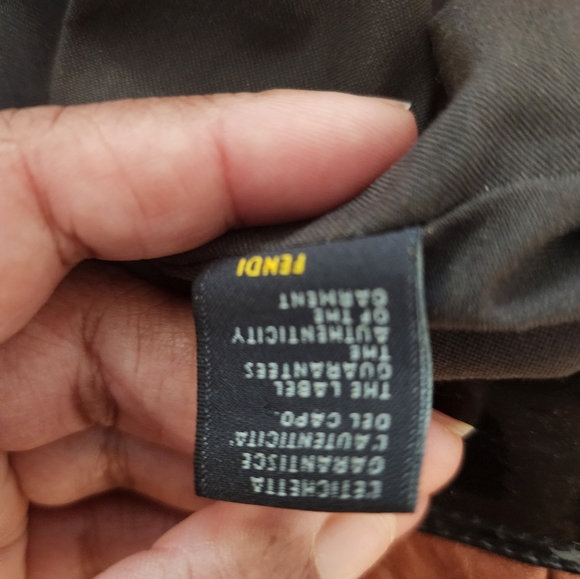 L'ETICHETTA
GARANTISCE
L'AUTENTICITA'
DEL CAPO.
THE LABEL
GUARANTEES
THE
AUTHENTICITY
OF THE
GARMENT
FENDI